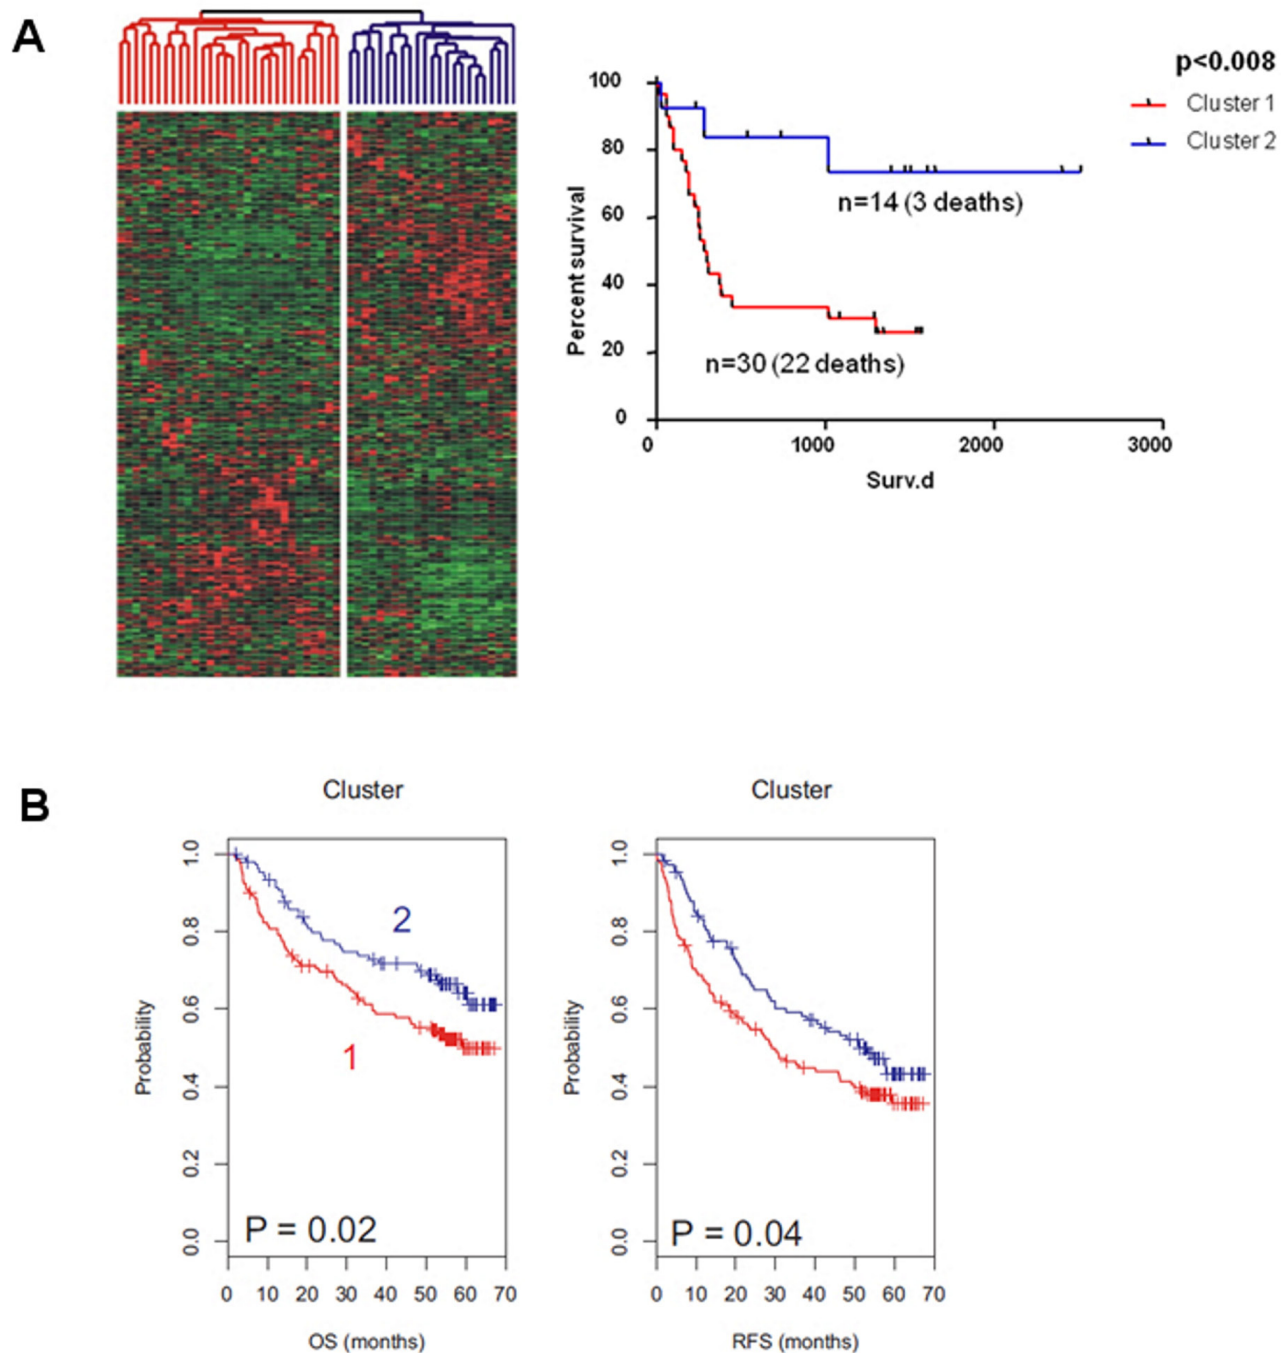 A
p<0.008
Cluster 1
Cluster 2
100
80
60
40
20
0
Percent survival
n=14 (3 deaths)
n=30 (22 deaths)
0 1000 2000 3000
Surv.d
B
Cluster
1.0
0.8
0.6
0.4
0.2
0.0
Probability
2
1
P = 0.02
0 10 20 30 40 50 60 70
OS (months)
Cluster
1.0
0.8
0.6
0.4
0.2
0.0
Probability
P = 0.04
0 10 20 30 40 50 60 70
RFS (months)